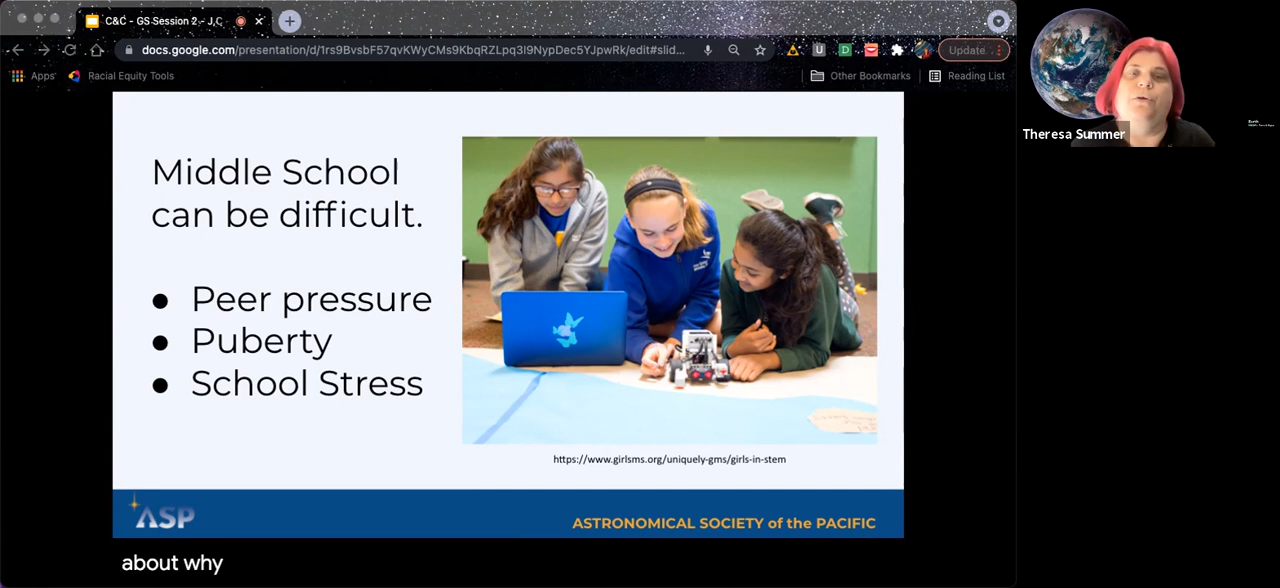 C&C - GS Session 2 - J,C
docs.google.com/presentation/d/1rs9BvsbF57qvKWyCMs9KbqRZLpq3l9NypDec5YJpwRk/edit#slid...
Update
Apps
Racial Equity Tools
Other Bookmarks
Reading List
Theresa Summer
Middle School
can be difficult.
● Peer pressure
● Puberty
● School Stress
https://www.girlsms.org/uniquely-gms/girls-in-stem
ASP
ASTRONOMICAL SOCIETY of the PACIFIC
about why